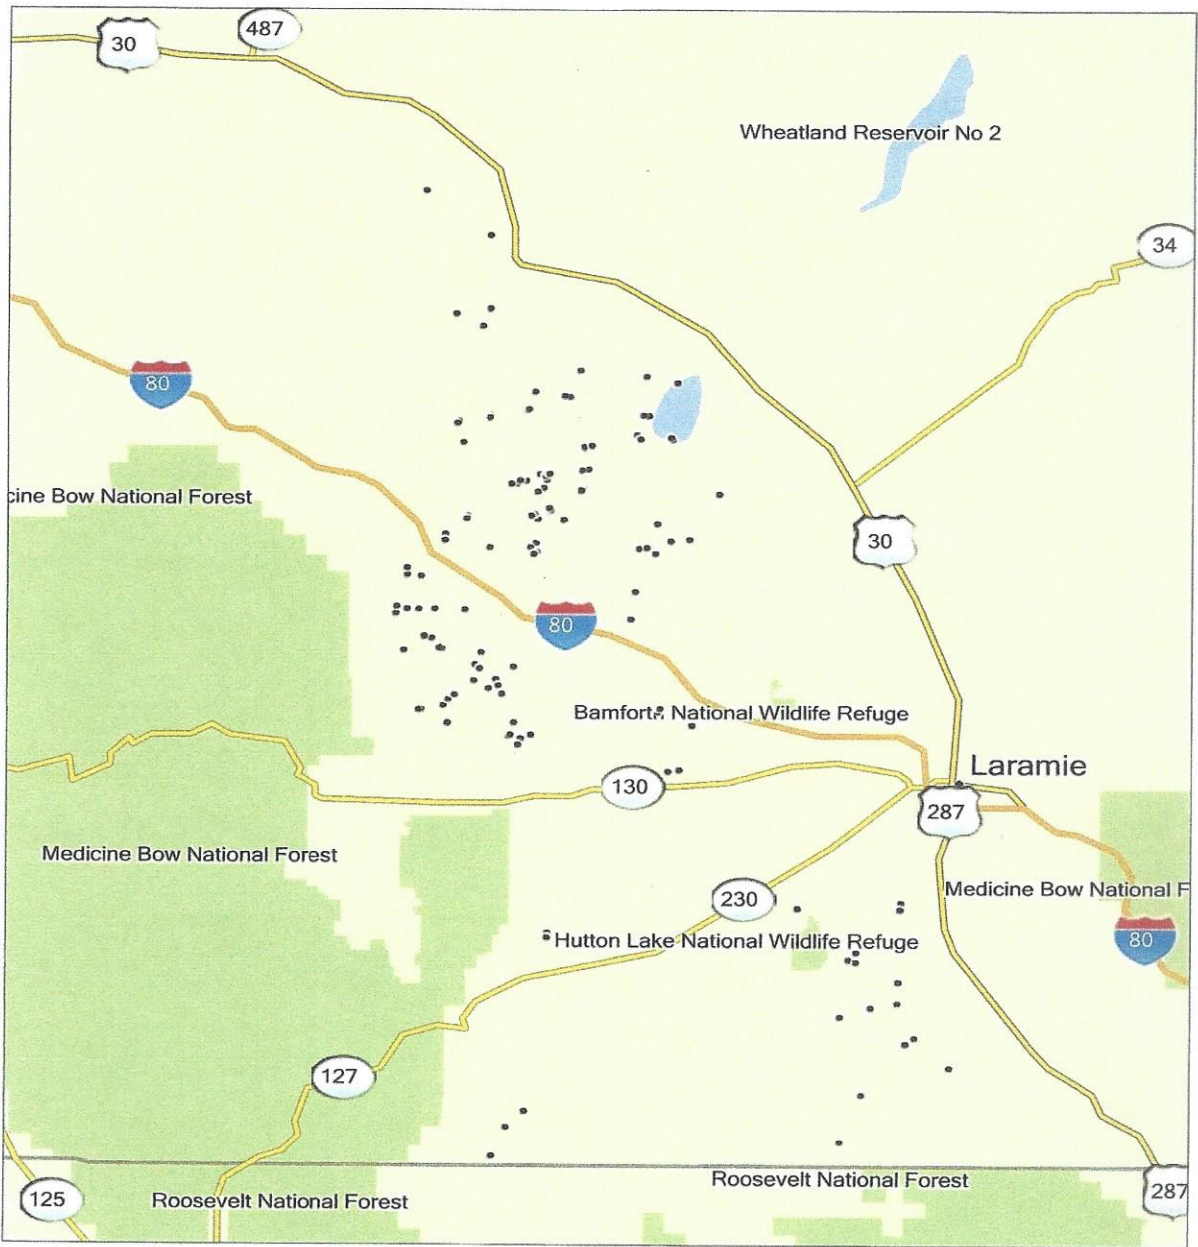 487
30
Wheatland Reservoir No 2
34
80
cine Bow National Forest
30
80
Bamforth National Wildlife Refuge
Laramie
130
287
Medicine Bow National Forest
Medicine Bow National F
230
80
Hutton Lake National Wildlife Refuge
127
Roosevelt National Forest
287
125
Roosevelt National Forest